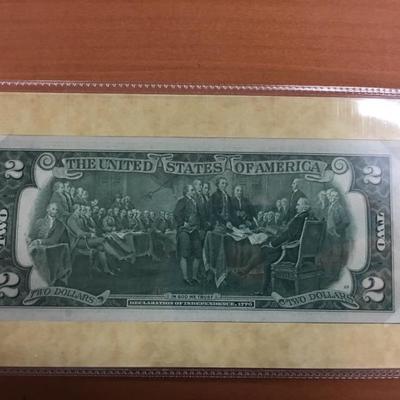 2 THE UNITED STATES OF AMERICA 2
TWO TWO
IN GOD WE TRUST
2 TWO DOLLARS DECLARATION OF INDEPENDENCE, 1776 TWO DOLLARS 2